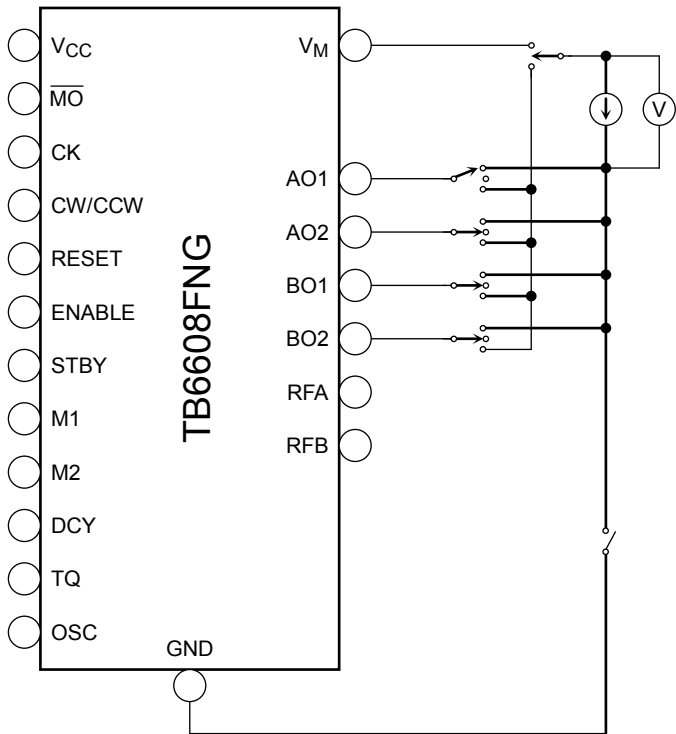 VCC
MO
CK
CW/CCW
RESET
ENABLE
STBY
M1
M2
DCY
TQ
OSC
TB6608FNG
GND
VM
AO1
AO2
BO1
BO2
RFA
RFB
V